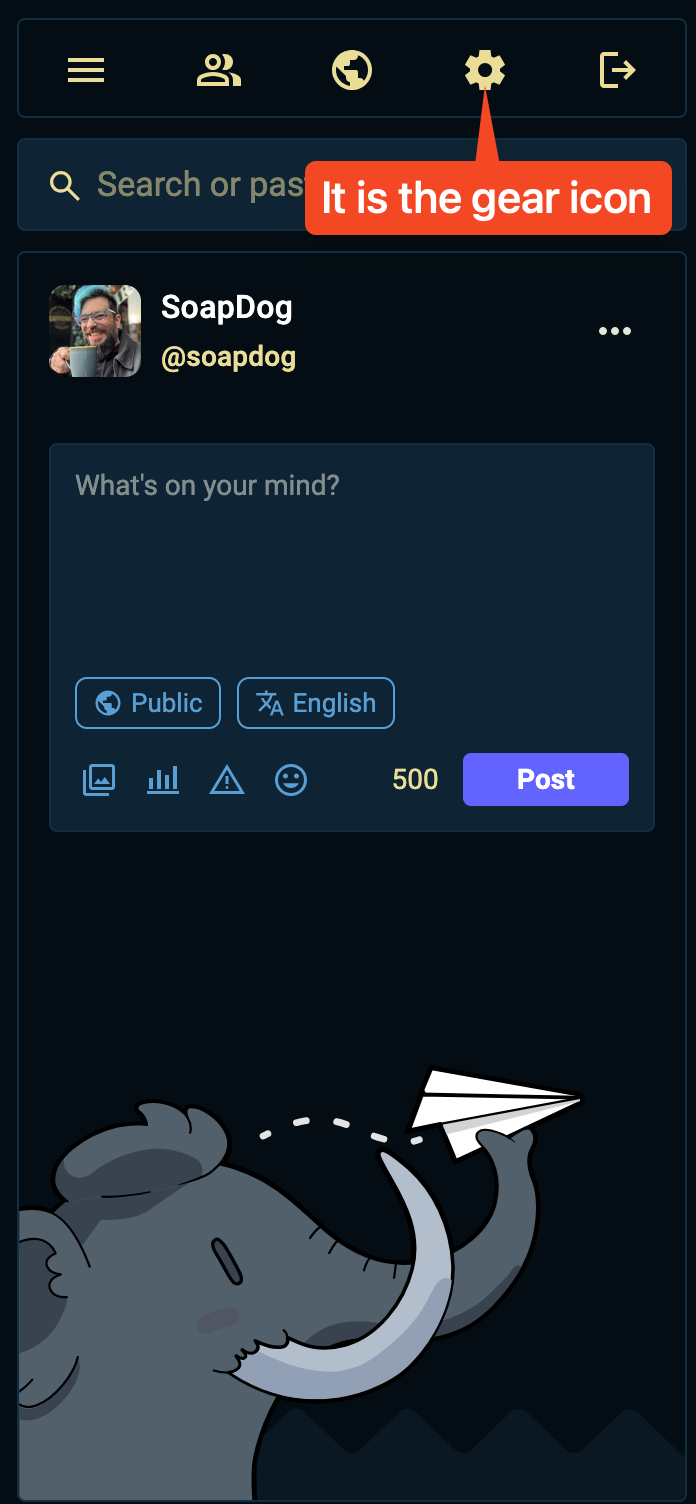 Search or pas
It is the gear icon
SoapDog
@soapdog
What's on your mind?
Public
English
500
Post